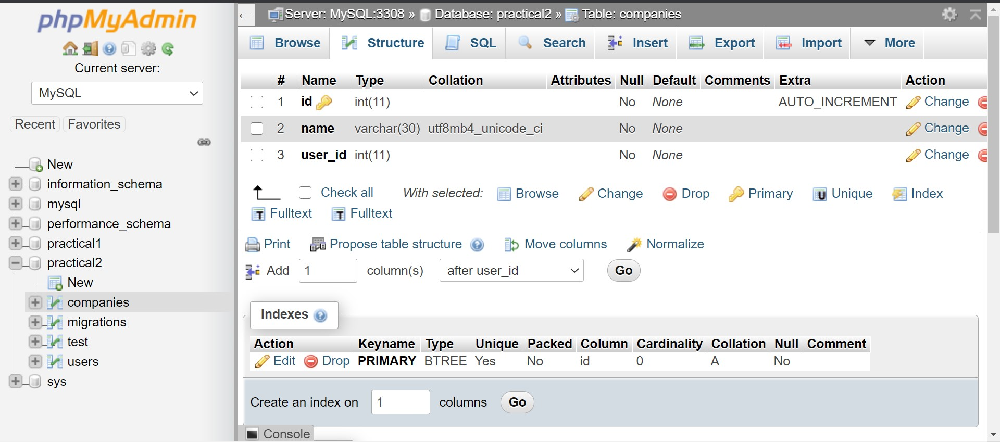 phpMyAdmin
Current server:
MySQL
Recent Favorites
New
information_schema
mysql
performance_schema
practical1
practical2
New
companies
migrations
test
users
sys
← Server: MySQL:3308 » Database: practical2 » Table: companies
Browse Structure SQL Search Insert Export Import More
# Name Type Collation Attributes Null Default Comments Extra Action
1 id int(11) No None AUTO_INCREMENT Change
2 name varchar(30) utf8mb4_unicode_ci No None Change
3 user_id int(11) No None Change
Check all With selected: Browse Change Drop Primary Unique Index
Fulltext Fulltext
Print Propose table structure Move columns Normalize
Add 1 column(s) after user_id Go
Indexes
Action Keyname Type Unique Packed Column Cardinality Collation Null Comment
Edit Drop PRIMARY BTREE Yes No id 0 A No
Create an index on 1 columns Go
Console